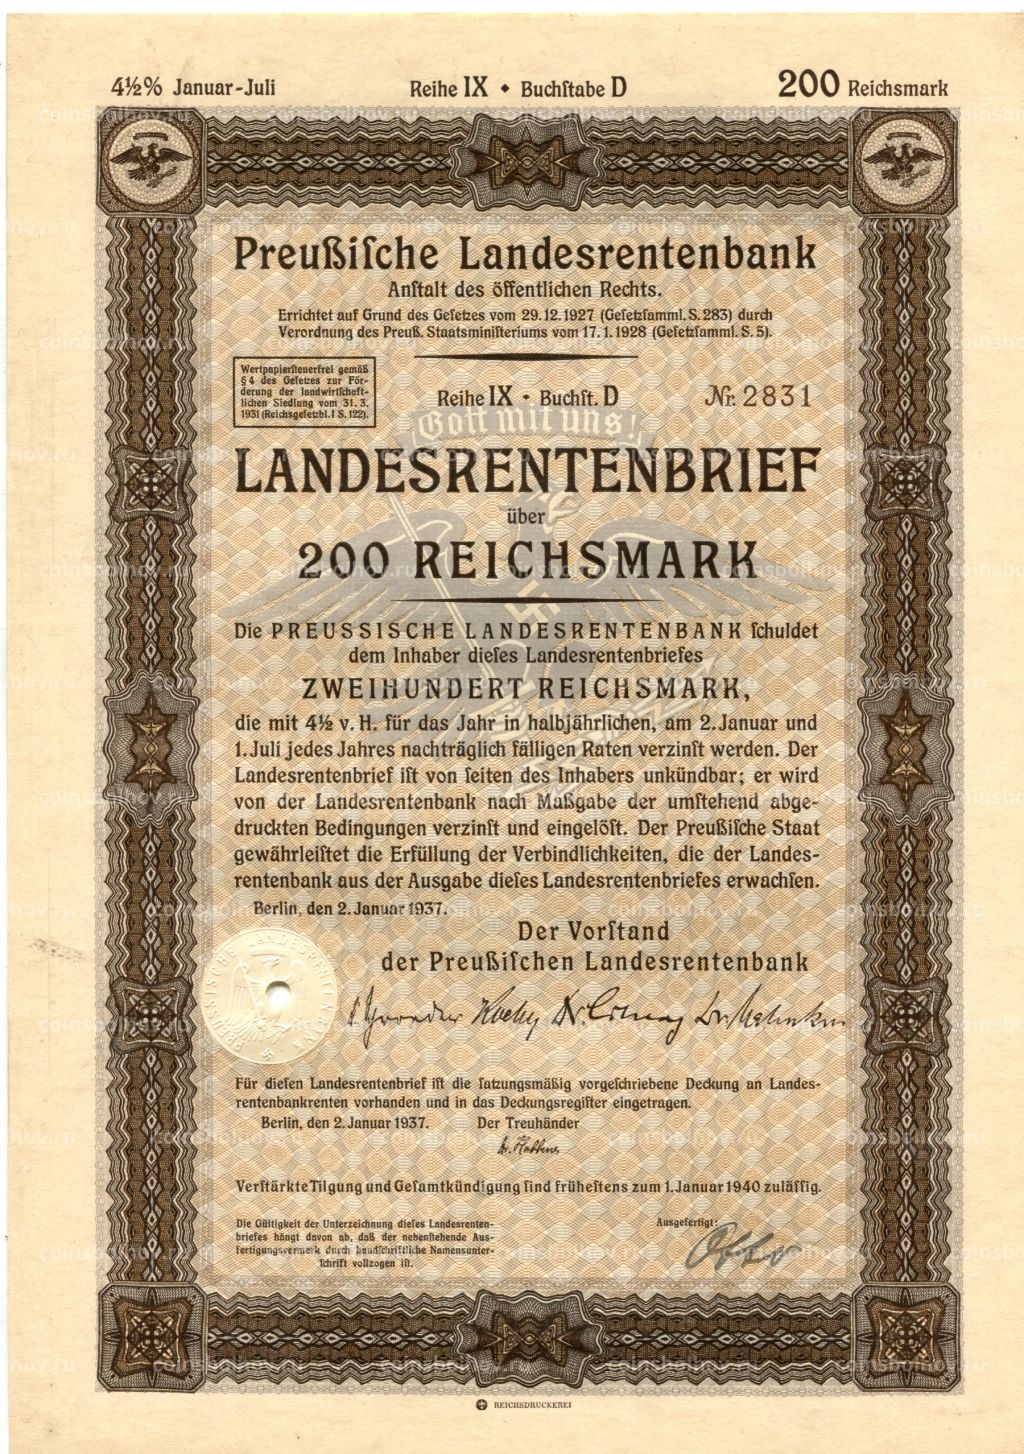 4½% Januar-Juli
Reihe IX • Buchſtabe D
200 Reichsmark
Preußiſche Landesrentenbank
Anſtalt des öffentlichen Rechts.
Errichtet auf Grund des Geſetzes vom 29.12.1927 (Geſetzſamml. S. 283) durch
Verordnung des Preuß. Staatsminiſteriums vom 17.1.1928 (Geſetzſamml. S. 5).
Wertpapierſteuerfrei gemäß
§ 4 des Geſetzes zur För-
derung der landwirtſchaft-
lichen Siedlung vom 31. 3.
1931 (Reichsgeſetzbl. I S. 122).
Reihe IX • Buchſt. D
Nr. 2831
Gott mit uns!
LANDESRENTENBRIEF
über
200 REICHSMARK
Die PREUSSISCHE LANDESRENTENBANK ſchuldet
dem Inhaber dieſes Landesrentenbriefes
ZWEIHUNDERT REICHSMARK,
die mit 4½ v. H. für das Jahr in halbjährlichen, am 2. Januar und
1. Juli jedes Jahres nachträglich fälligen Raten verzinſt werden. Der
Landesrentenbrief iſt von ſeiten des Inhabers unkündbar; er wird
von der Landesrentenbank nach Maßgabe der umſtehend abge-
druckten Bedingungen verzinſt und eingelöſt. Der Preußiſche Staat
gewährleiſtet die Erfüllung der Verbindlichkeiten, die der Landes-
rentenbank aus der Ausgabe dieſes Landesrentenbriefes erwachſen.
Berlin, den 2. Januar 1937.
Der Vorſtand
der Preußiſchen Landesrentenbank
PREUSSISCHE LANDESRENTENBANK
Für dieſen Landesrentenbrief iſt die ſatzungsmäßig vorgeſchriebene Deckung an Landes-
rentenbankrenten vorhanden und in das Deckungsregiſter eingetragen.
Berlin, den 2. Januar 1937.
Der Treuhänder
Verſtärkte Tilgung und Geſamtkündigung ſind früheſtens zum 1. Januar 1940 zuläſſig.
Die Gültigkeit der Unterzeichnung dieſes Landesrenten-
briefes hängt davon ab, daß der nebenſtehende Aus-
fertigungsvermerk durch handſchriftliche Namensunter-
ſchrift vollzogen iſt.
Ausgefertigt:
REICHSDRUCKEREI
coinsbolhov.ru